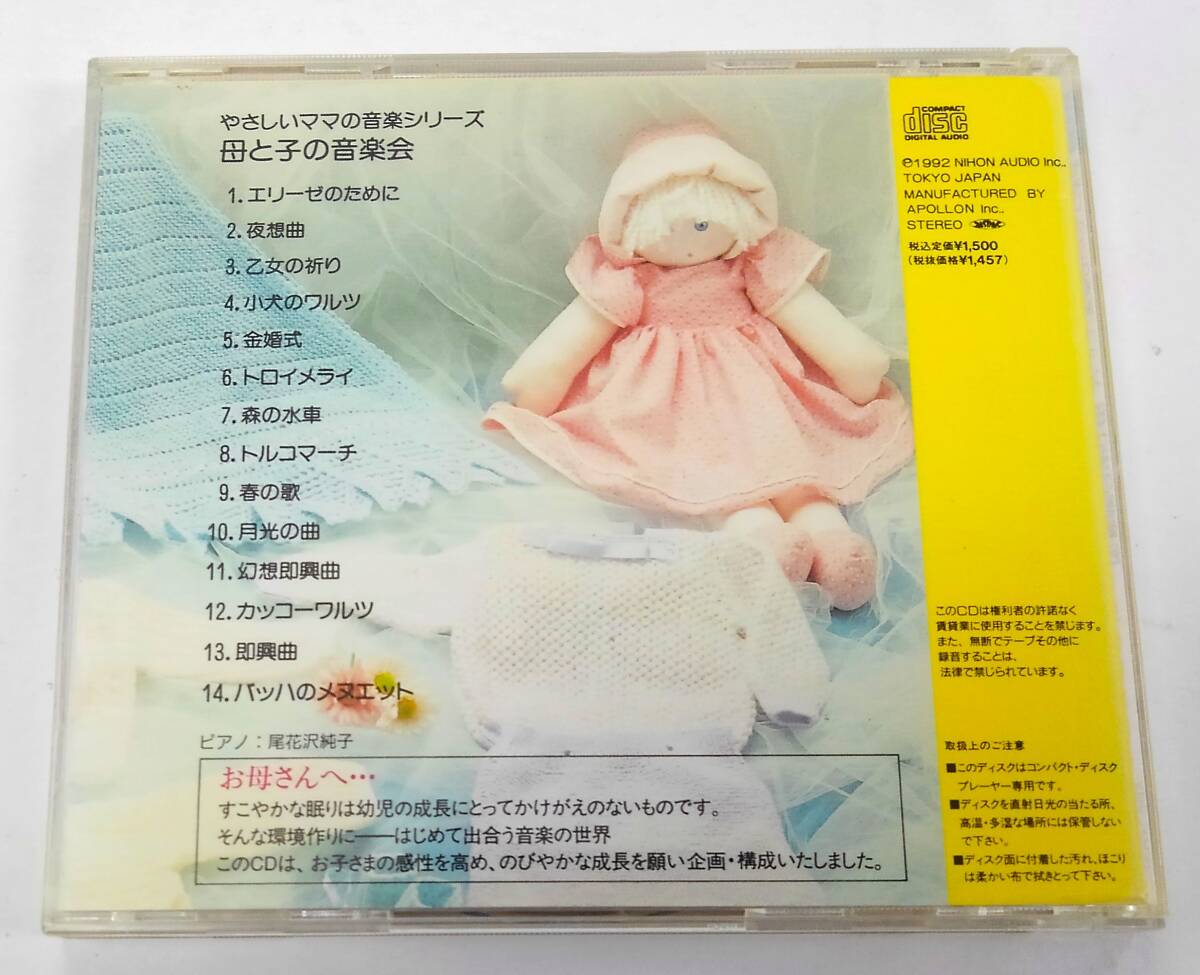 やさしいママの音楽シリーズ
母と子の音楽会
1.エリーゼのために
2.夜想曲
3.乙女の祈り
4.小犬のワルツ
5.金婚式
6.トロイメライ
7.森の水車
8.トルコマーチ
9.春の歌
10.月光の曲
11.幻想即興曲
12.カッコーワルツ
13.即興曲
14.バッハのメヌエット
ピアノ：尾花沢純子
お母さんへ…
すこやかな眠りは幼児の成長にとってかけがえのないものです。
そんな環境作りに――はじめて出合う音楽の世界
このCDは、お子さまの感性を高め、のびやかな成長を願い企画・構成いたしました。
COMPACT
disc
DIGITAL AUDIO
℗1992 NIHON AUDIO Inc.,
TOKYO JAPAN
MANUFACTURED BY
APOLLON Inc..
STEREO
税込定価¥1,500
(税抜価格¥1,457)
このCDは権利者の許諾なく
賃貸業に使用することを禁じます。
また、無断でテープその他に
録音することは、
法律で禁じられています。
取扱上のご注意
■このディスクはコンパクト・ディスク
プレーヤー専用です。
■ディスクを直射日光の当たる所、
高温・多湿な場所には保管しない
で下さい。
■ディスク面に付着した汚れ、ほこり
は柔かい布で拭きとって下さい。